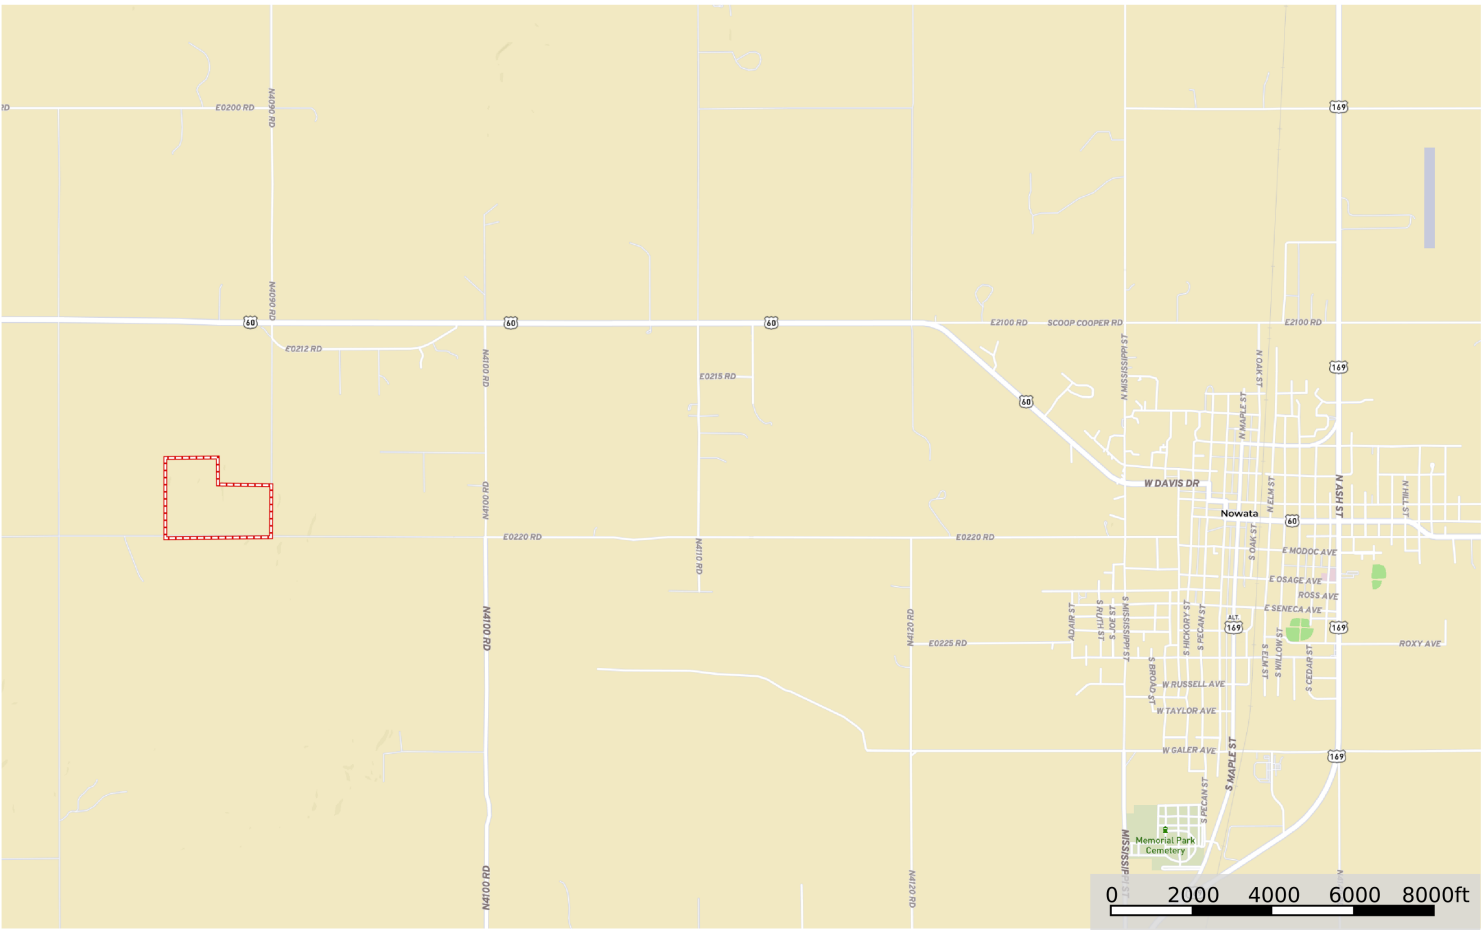 RD
E0200 RD
N4090 RD
169
N4090 RD
60
60
60
E2100 RD
SCOOP COOPER RD
E2100 RD
E0212 RD
N4100 RD
N MISSISSIPPI ST
N OAK ST
169
E0215 RD
60
N MAPLE ST
W DAVIS DR
N ELM ST
N ASH ST
N HILL ST
N4100 RD
Nowata
60
E0220 RD
N4110 RD
E0220 RD
S OAK ST
E MODOC AVE
E OSAGE AVE
ROSS AVE
E SENECA AVE
N4100 RD
N4120 RD
E0225 RD
ADAIR ST
S RUTH ST
S JOE ST
S MISSISSIPPI ST
S HICKORY ST
S PECAN ST
ALT
169
169
ROXY AVE
S BROAD ST
S ELM ST
S WILLOW ST
S CEDAR ST
W RUSSELL AVE
W TAYLOR AVE
W GALER AVE
S MAPLE ST
169
S PECAN ST
Memorial Park
Cemetery
MISSISSIPPI ST
N4100 RD
N4120 RD
0 2000 4000 6000 8000ft